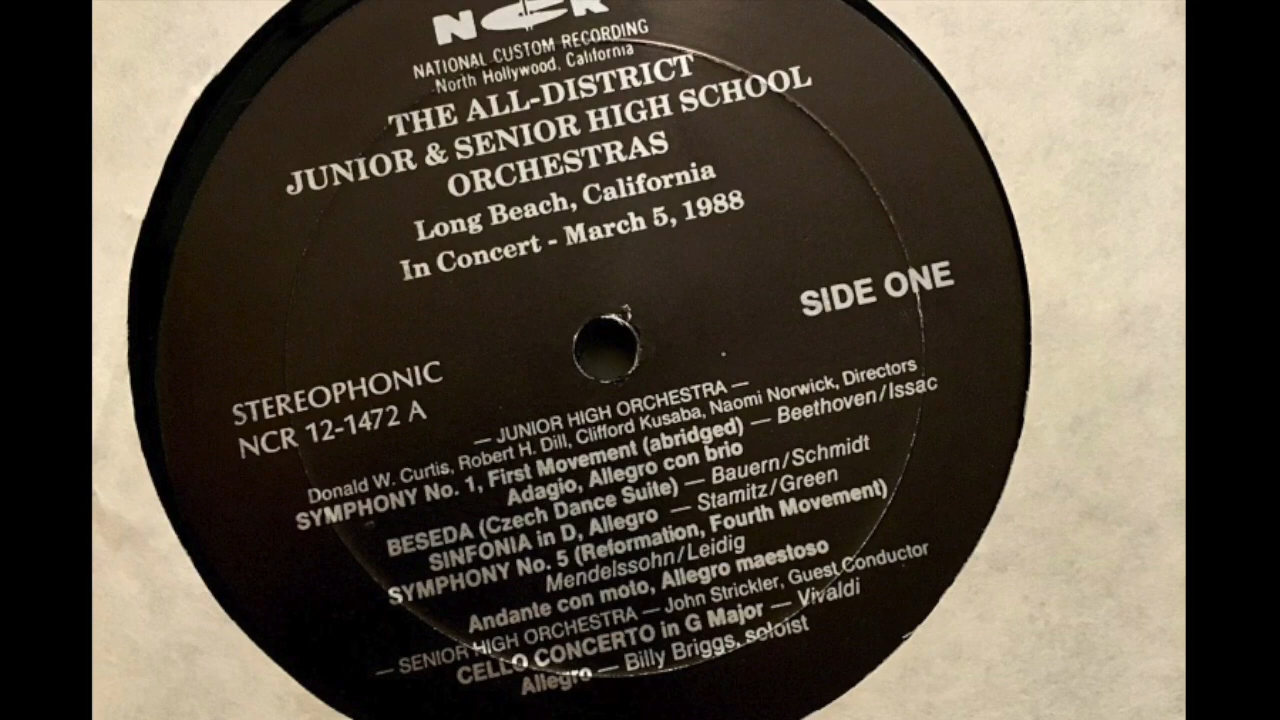 NCR
NATIONAL CUSTOM RECORDING
North Hollywood, California
THE ALL-DISTRICT
JUNIOR & SENIOR HIGH SCHOOL
ORCHESTRAS
Long Beach, California
In Concert - March 5, 1988
SIDE ONE
STEREOPHONIC
NCR 12-1472 A
— JUNIOR HIGH ORCHESTRA —
Donald W. Curtis, Robert H. Dill, Clifford Kusaba, Naomi Norwick, Directors
SYMPHONY No. 1, First Movement (abridged) — Beethoven/Issac
Adagio, Allegro con brio
BESEDA (Czech Dance Suite) — Bauern/Schmidt
SINFONIA in D, Allegro — Stamitz/Green
SYMPHONY No. 5 (Reformation, Fourth Movement)
Mendelssohn/Leidig
Andante con moto, Allegro maestoso
— SENIOR HIGH ORCHESTRA — John Strickler, Guest Conductor
CELLO CONCERTO in G Major — Vivaldi
Allegro — Billy Briggs, soloist